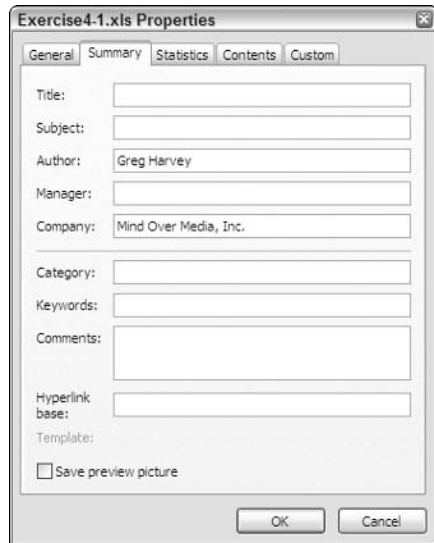 Exercise4-1.xls Properties
General Summary Statistics Contents Custom
Title:
Subject:
Author: Greg Harvey
Manager:
Company: Mind Over Media, Inc.
Category:
Keywords:
Comments:
Hyperlink
base:
Template:
Save preview picture
OK Cancel